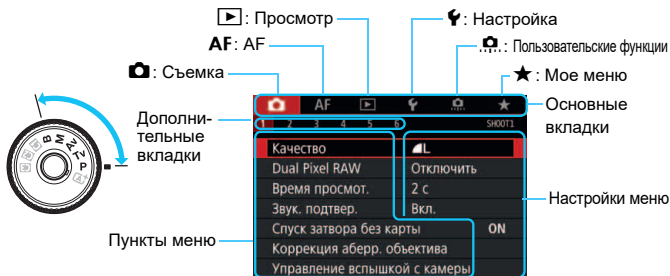 : Просмотр
: Настройка
AF: AF
: Пользовательские функции
: Съемка
★: Мое меню
AF
★
Основные вкладки
Дополни-
тельные
вкладки
1 2 3 4 5 6 SHOOT1
Качество L
Dual Pixel RAW Отключить
Время просмот. 2 с
Звук. подтвер. Вкл.
Спуск затвора без карты ON
Коррекция аберр. объектива
Управление вспышкой с камеры
Настройки меню
Пункты меню
B
M
Av
Tv
P
A+